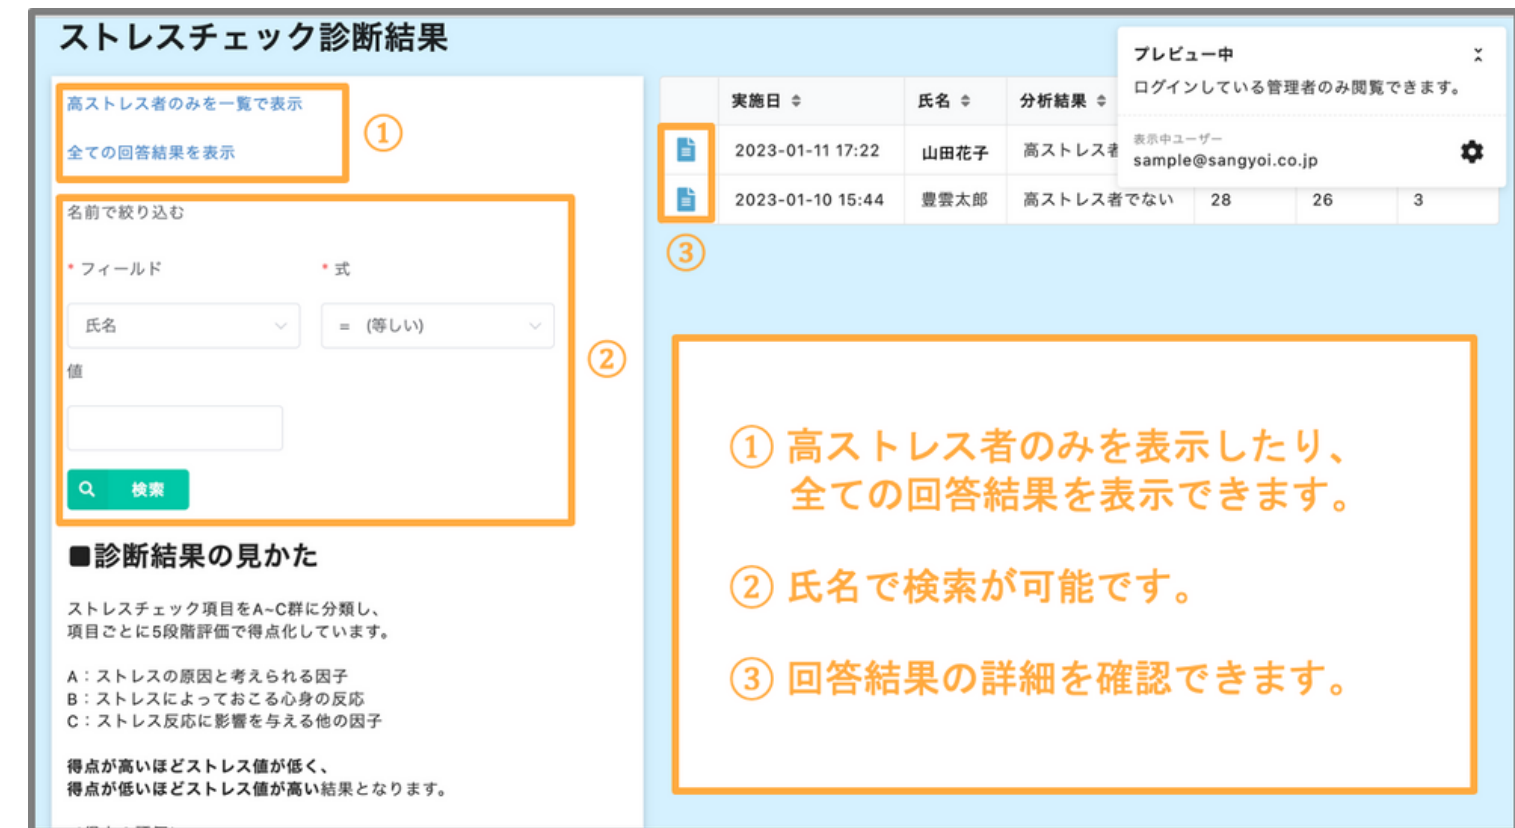 ストレスチェック診断結果
高ストレス者のみを一覧で表示
全ての回答結果を表示
①
名前で絞り込む
* フィールド
* 式
氏名
= (等しい)
値
検索
②
■診断結果の見かた
ストレスチェック項目をA~C群に分類し、
項目ごとに5段階評価で得点化しています。
A：ストレスの原因と考えられる因子
B：ストレスによっておこる心身の反応
C：ストレス反応に影響を与える他の因子
得点が高いほどストレス値が低く、
得点が低いほどストレス値が高い結果となります。
実施日 氏名 分析結果
2023-01-11 17:22 山田花子 高ストレス者
2023-01-10 15:44 豊雲太郎 高ストレス者でない 28 26 3
③
プレビュー中
ログインしている管理者のみ閲覧できます。
表示中ユーザー
sample@sangyoi.co.jp
① 高ストレス者のみを表示したり、
全ての回答結果を表示できます。
② 氏名で検索が可能です。
③ 回答結果の詳細を確認できます。